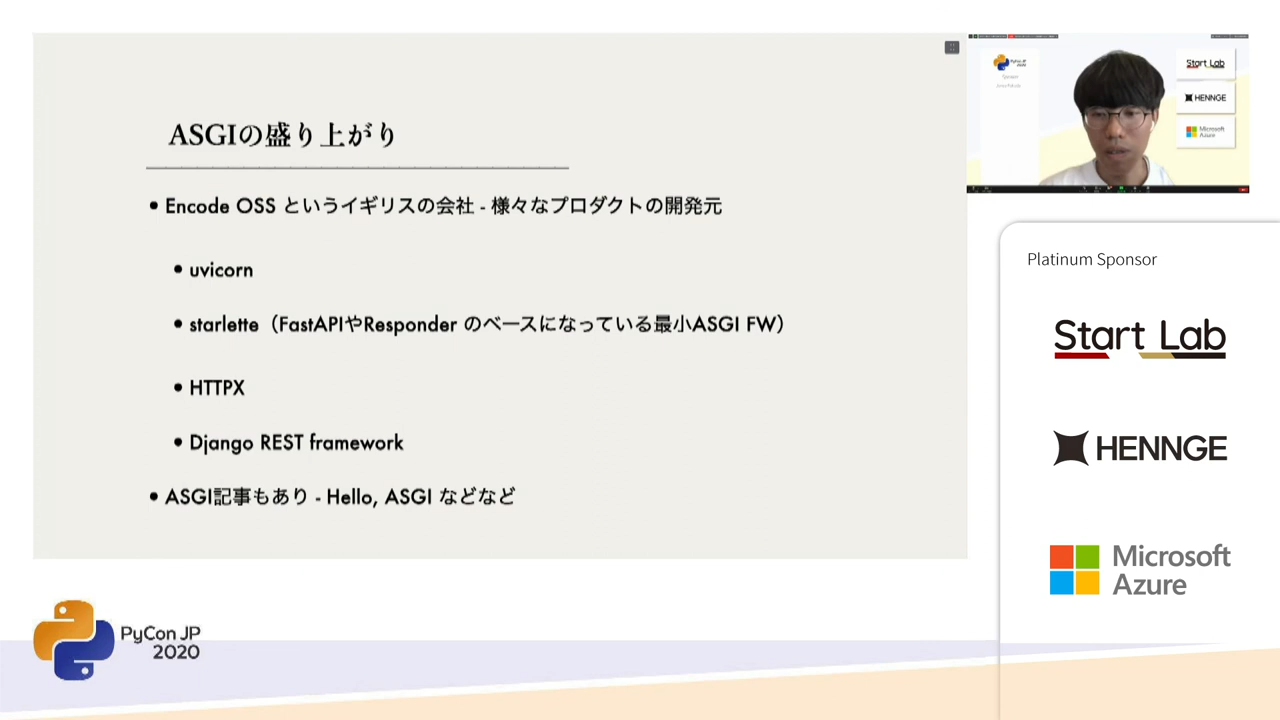 ASGIの盛り上がり
• Encode OSS というイギリスの会社 - 様々なプロダクトの開発元
• uvicorn
• starlette（FastAPIやResponder のベースになっている最小ASGI FW）
• HTTPX
• Django REST framework
• ASGI記事もあり - Hello, ASGI などなど
PyCon JP
2020
Start Lab
HENNGE
Microsoft
Azure
Platinum Sponsor
Start Lab
HENNGE
Microsoft
Azure
PyCon JP
2020